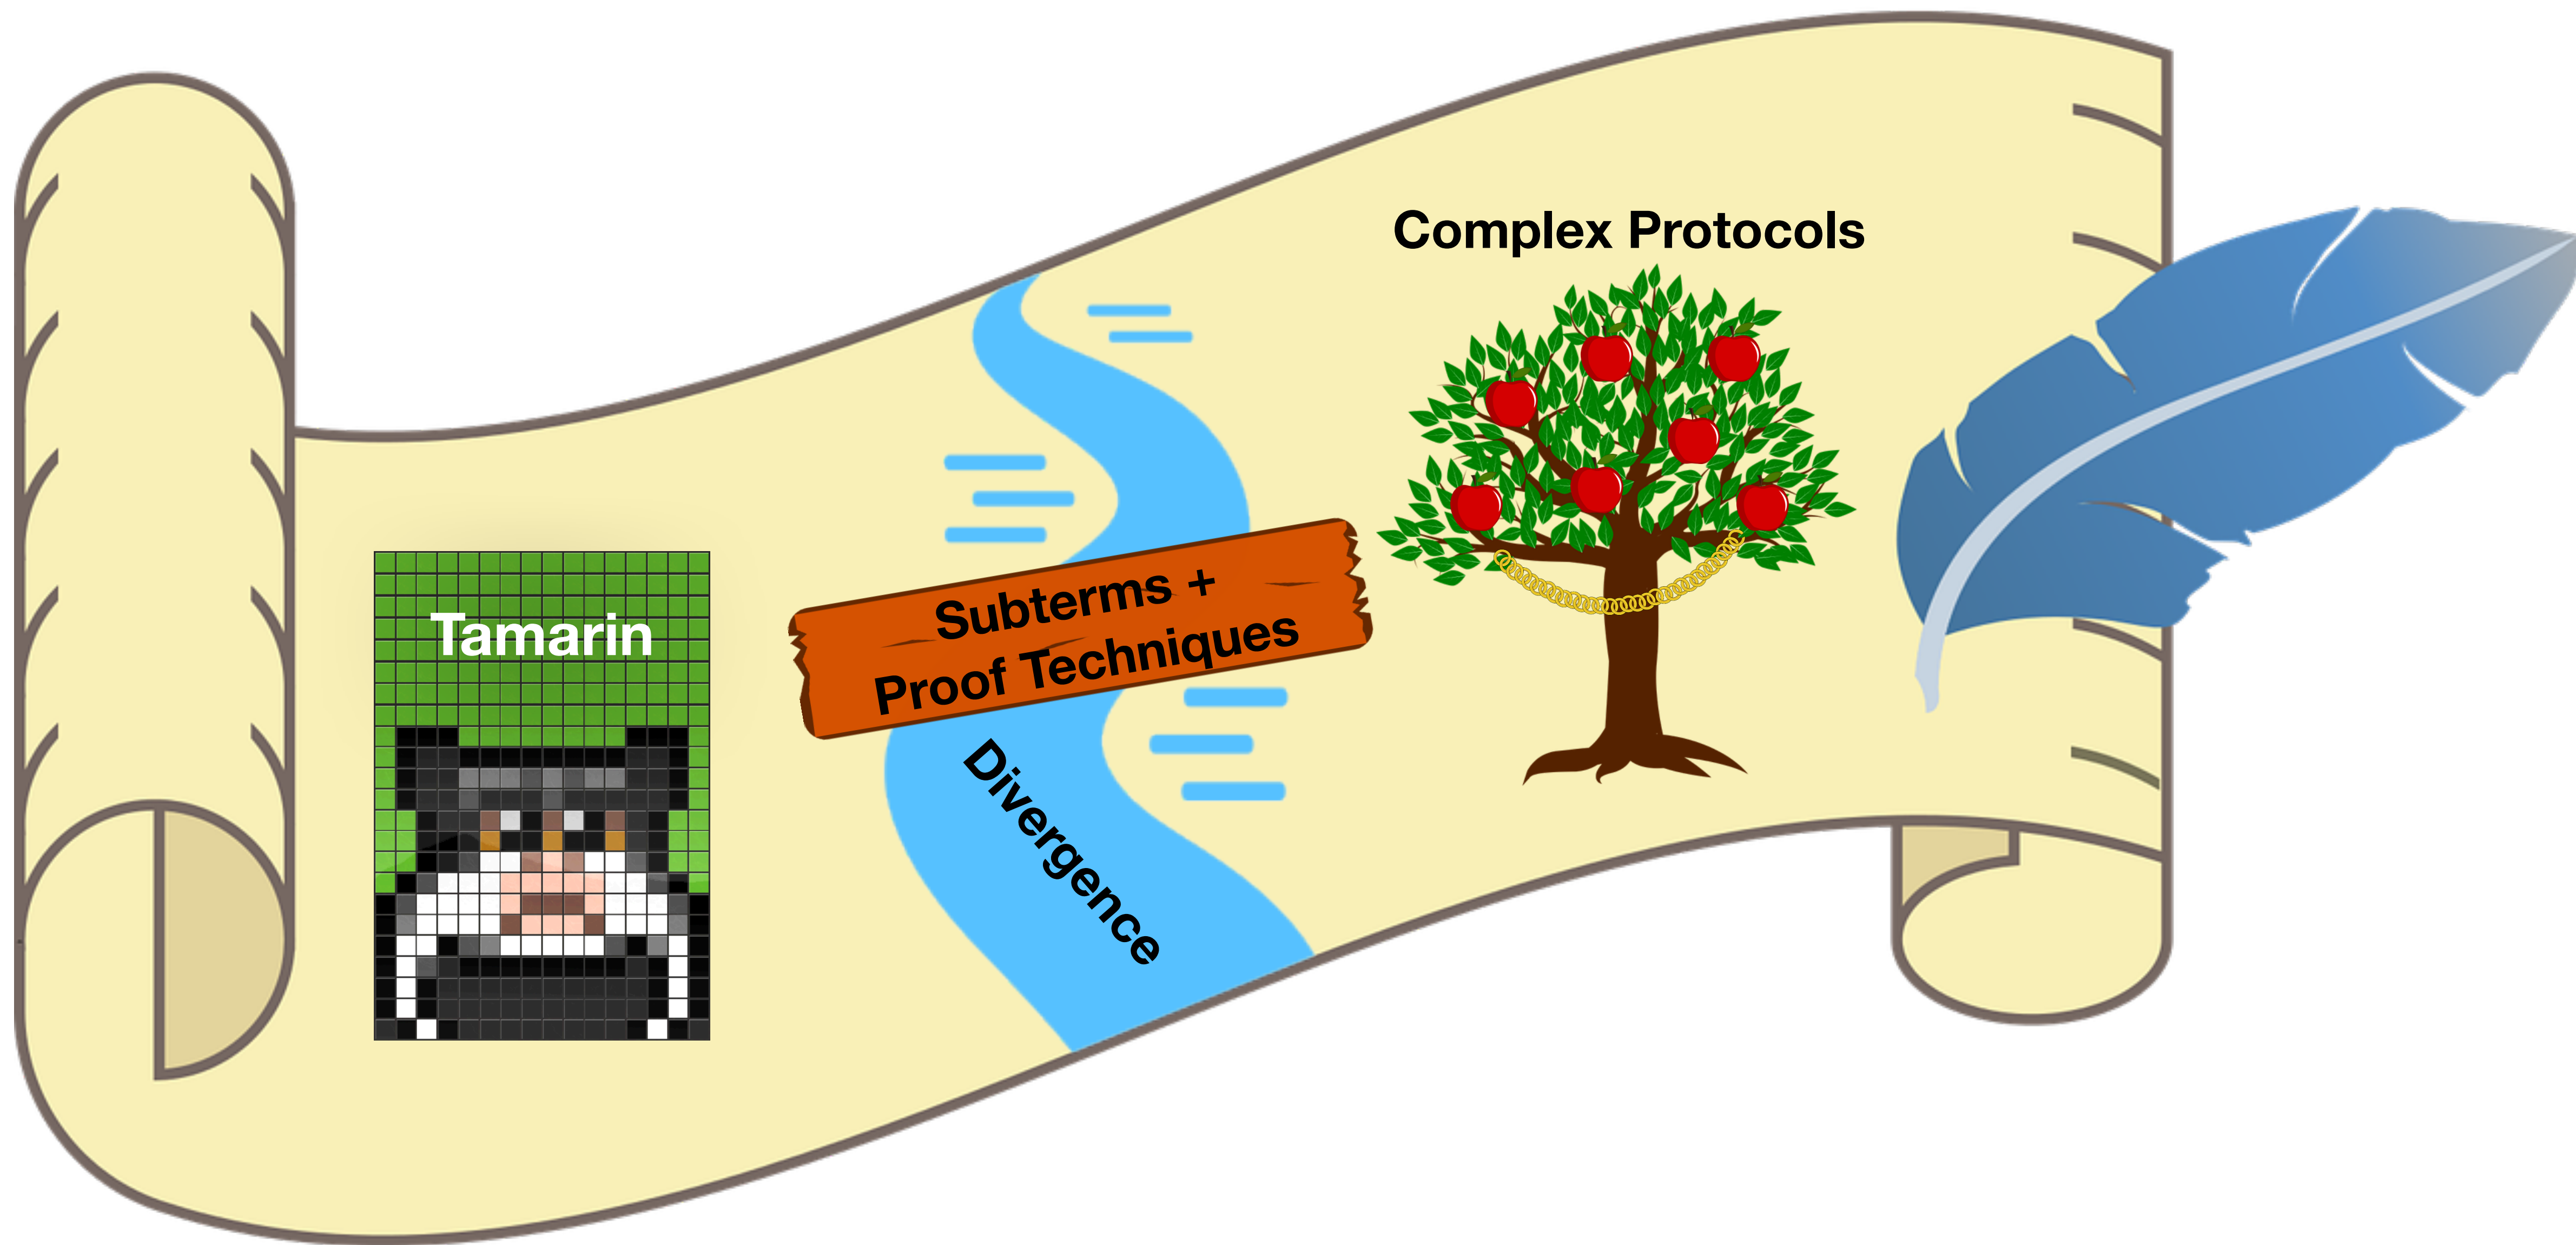 Complex Protocols
Tamarin
Subterms +
Proof Techniques
Divergence